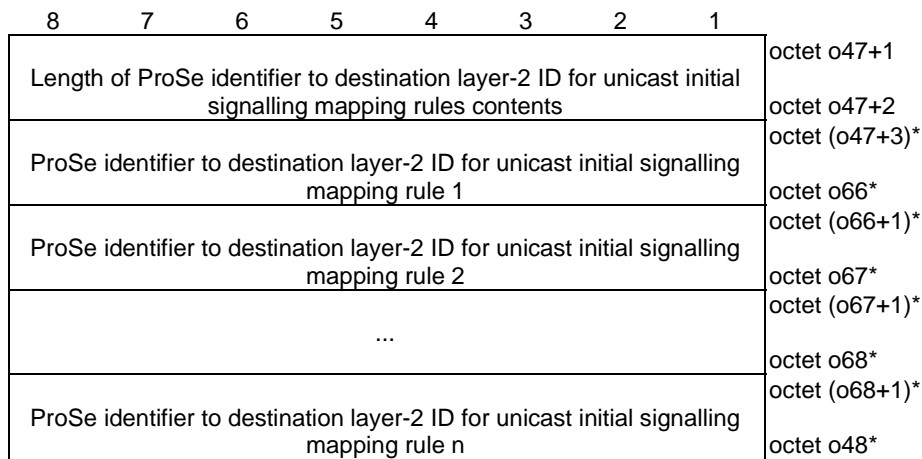 8 7 6 5 4 3 2 1
Length of ProSe identifier to destination layer-2 ID for unicast initial
signalling mapping rules contents
octet o47+1
octet o47+2
ProSe identifier to destination layer-2 ID for unicast initial signalling
mapping rule 1
octet (o47+3)*
octet o66*
ProSe identifier to destination layer-2 ID for unicast initial signalling
mapping rule 2
octet (o66+1)*
octet o67*
...
octet (o67+1)*
octet o68*
ProSe identifier to destination layer-2 ID for unicast initial signalling
mapping rule n
octet (o68+1)*
octet o48*